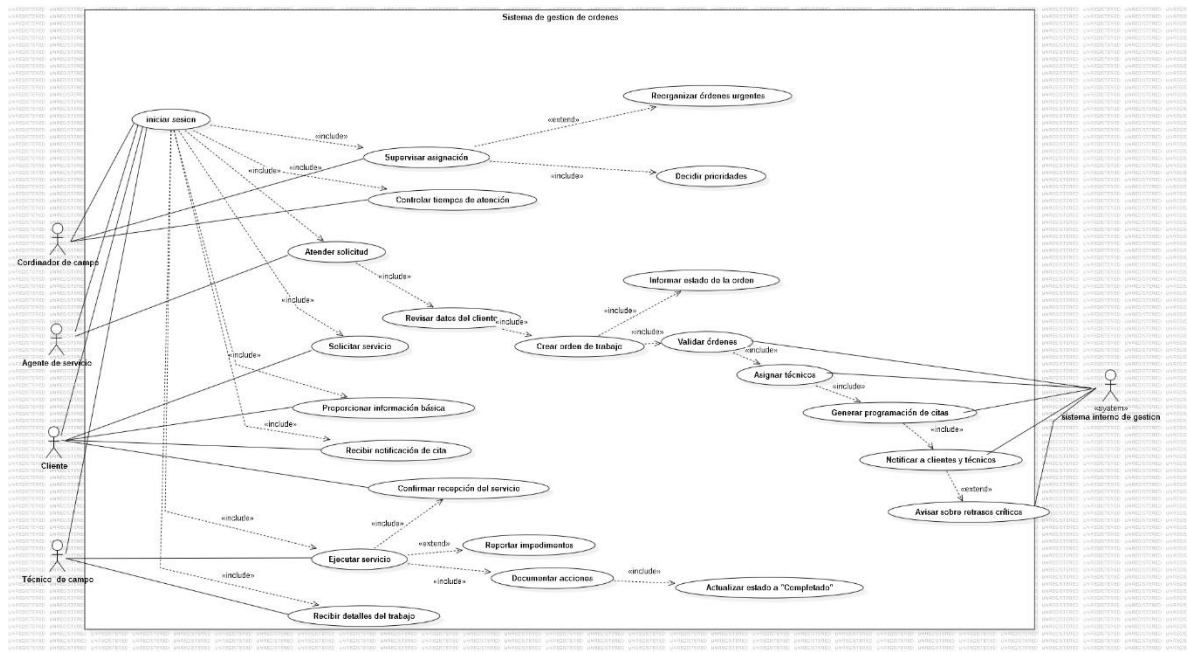 Sistema de gestion de ordenes
Reorganizar órdenes urgentes
iniciar sesion
«extend»
«include»
Supervisar asignación
«include»
«include»
«include»
Decidir prioridades
Controlar tiempos de atención
Cordinador de campo
Atender solicitud
«include»
Informar estado de la orden
«include»
«include»
Revisar datos del cliente
«include»
«include»
Agente de servicio
Solicitar servicio
Crear orden de trabajo
Validar órdenes
«include»
«include»
Asignar técnicos
«include»
«system»
sistema interno de gestion
Proporcionar información básica
Generar programación de citas
«include»
«include»
Recibir notificación de cita
Cliente
Notificar a clientes y técnicos
Confirmar recepción del servicio
«extend»
«include»
«include»
Avisar sobre retrasos críticos
«extend»
Reportar impedimentos
Técnico de campo
Ejecutar servicio
«include»
Documentar acciones
«include»
«include»
Actualizar estado a "Completado"
Recibir detalles del trabajo
UNREGISTERED